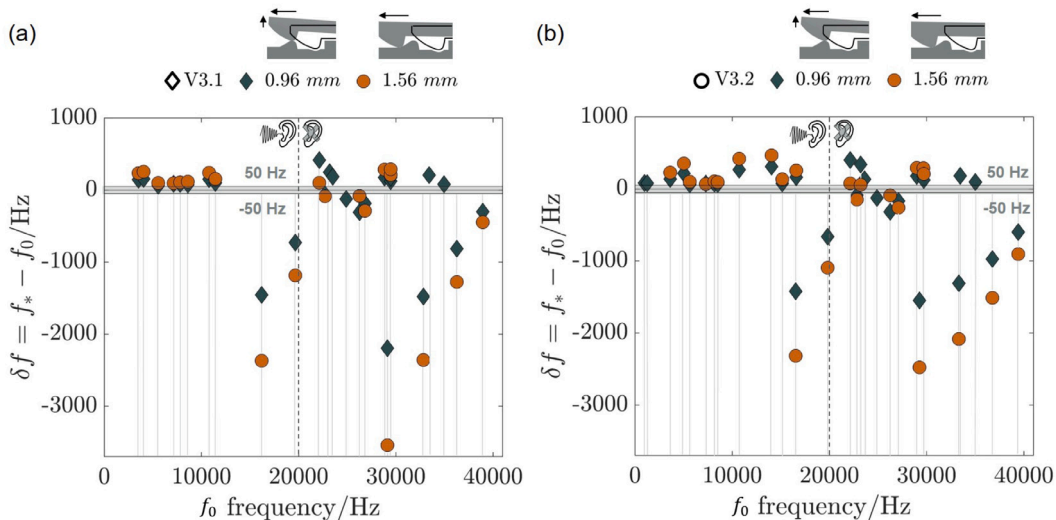 (a)
V3.1 0.96 mm 1.56 mm
1000
0
-1000
-2000
-3000
50 Hz
-50 Hz
δf = f* − f0/Hz
0 10000 20000 30000 40000
f0 frequency/Hz
(b)
V3.2 0.96 mm 1.56 mm
1000
0
-1000
-2000
-3000
50 Hz
-50 Hz
δf = f* − f0/Hz
0 10000 20000 30000 40000
f0 frequency/Hz